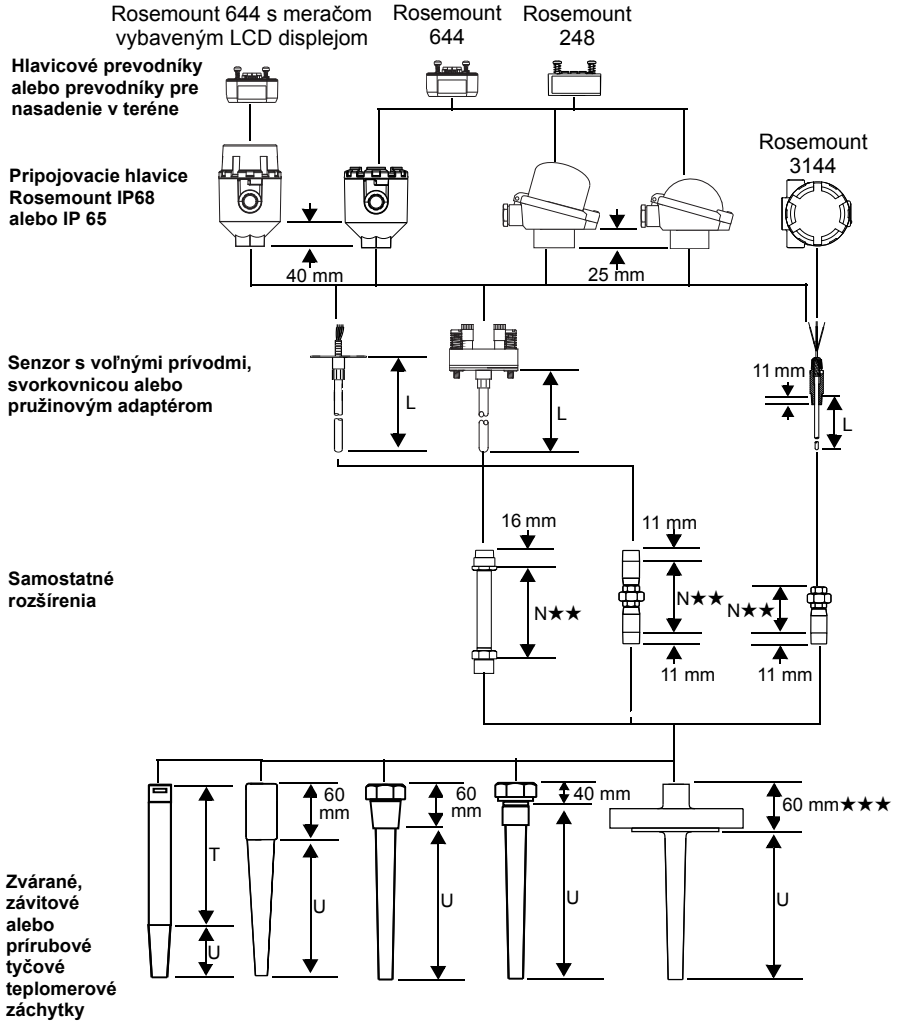 Rosemount 644 s meračom
vybaveným LCD displejom
Rosemount
644
Rosemount
248
Hlavicové prevodníky
alebo prevodníky pre
nasadenie v teréne
Rosemount
3144
Pripojovacie hlavice
Rosemount IP68
alebo IP 65
40 mm
25 mm
Senzor s voľnými prívodmi,
svorkovnicou alebo
pružinovým adaptérom
L
L
11 mm
L
16 mm
11 mm
Samostatné
rozšírenia
N★★
N★★
N★★
11 mm
11 mm
60
mm
60
mm
40 mm
60 mm★★★
T
U
U
U
U
U
Zvárané,
závitové
alebo
prírubové
tyčové
teplomerové
záchytky